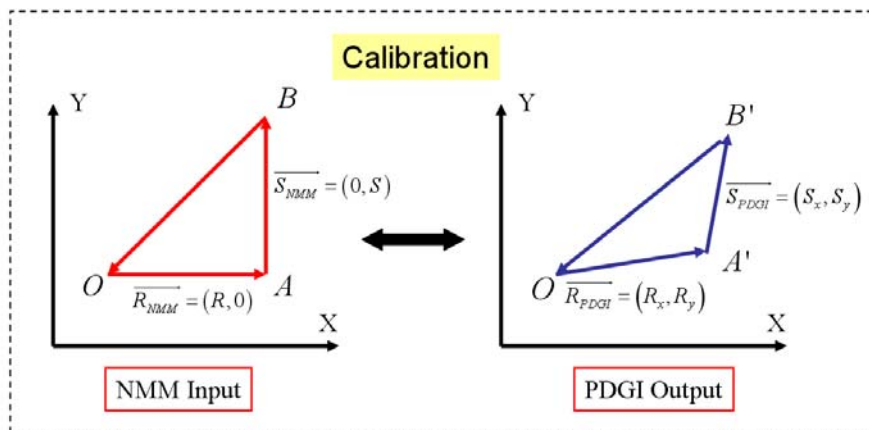 Calibration
Y
B
S_NMM = (0, S)
O
A
R_NMM = (R, 0)
X
NMM Input
Y
B'
S_PDGI = (S_x, S_y)
A'
O
R_PDGI = (R_x, R_y)
X
PDGI Output